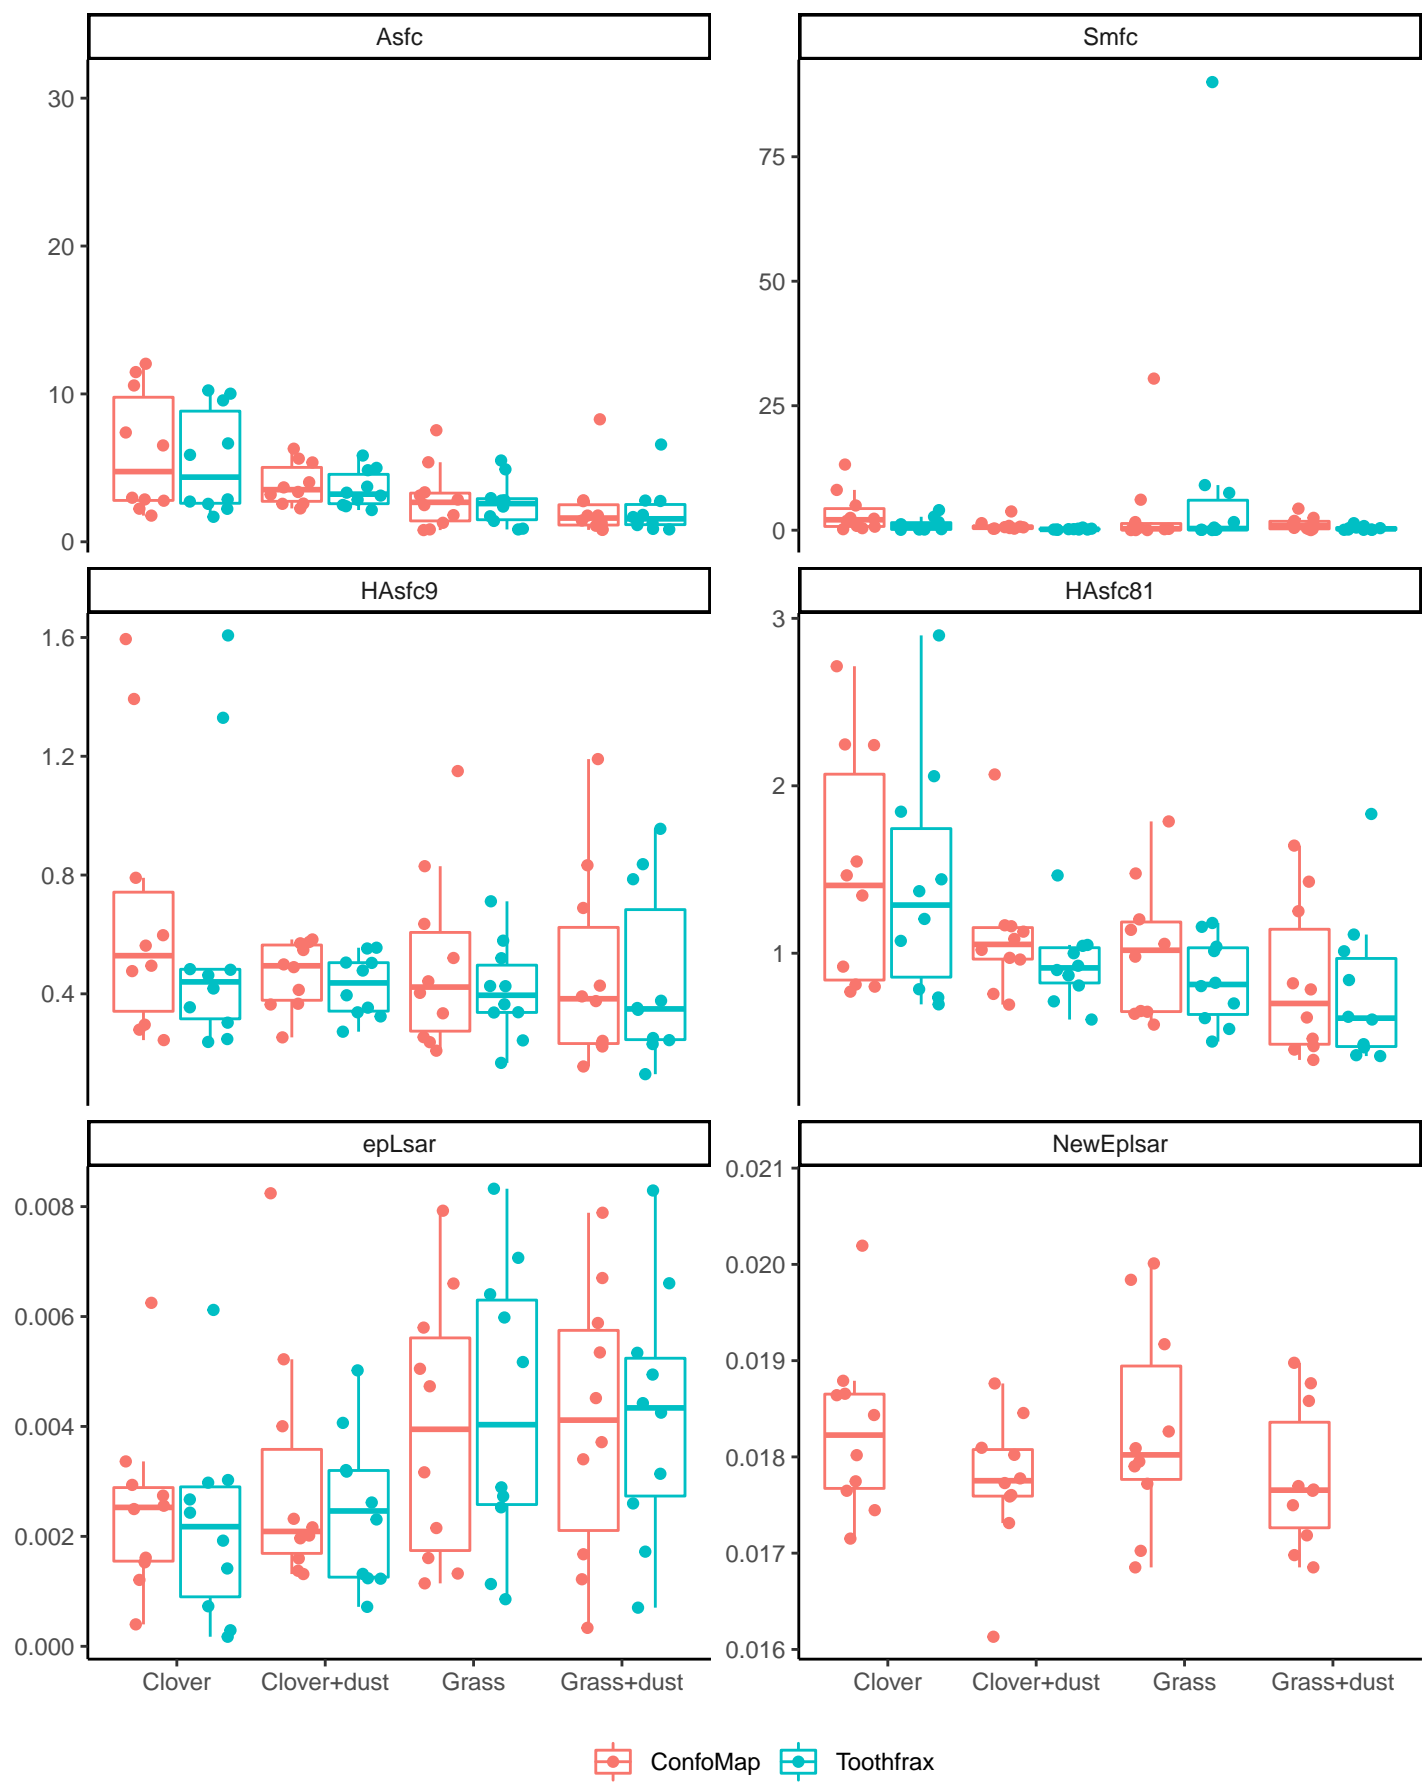 Asfc
Smfc
30
20
10
0
75
50
25
0
HAsfc9
HAsfc81
1.6
1.2
0.8
0.4
3
2
1
epLsar
NewEplsar
0.008
0.006
0.004
0.002
0.000
0.021
0.020
0.019
0.018
0.017
0.016
Clover Clover+dust Grass Grass+dust
Clover Clover+dust Grass Grass+dust
ConfoMap Toothfrax